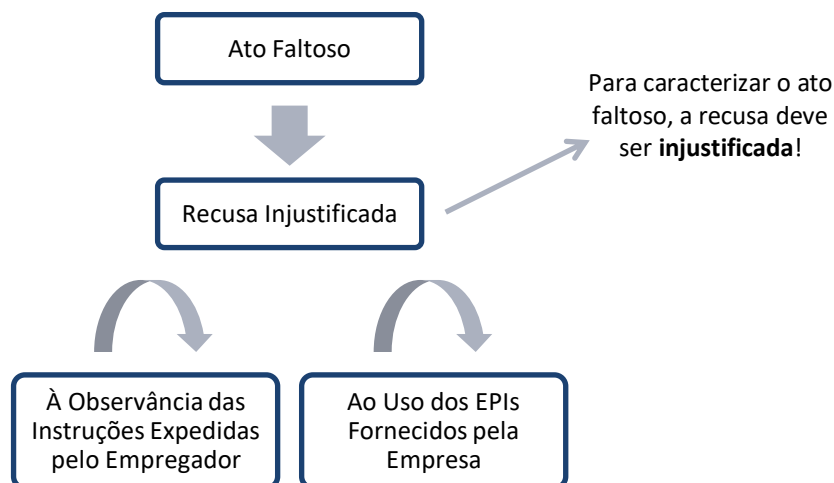 Ato Faltoso
Para caracterizar o ato
faltoso, a recusa deve
ser injustificada!
Recusa Injustificada
À Observância das
Instruções Expedidas
pelo Empregador
Ao Uso dos EPIs
Fornecidos pela
Empresa